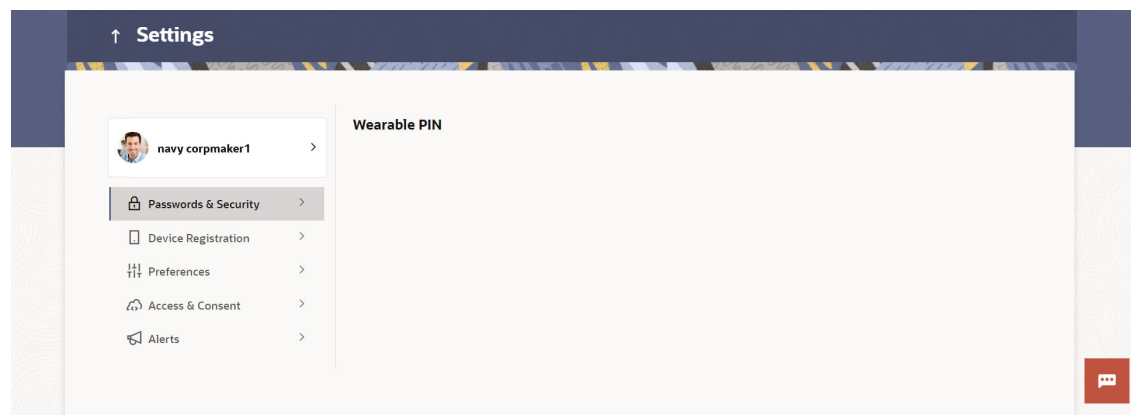 Settings
navy corpmaker1
Passwords & Security
Device Registration
Preferences
Access & Consent
Alerts
Wearable PIN